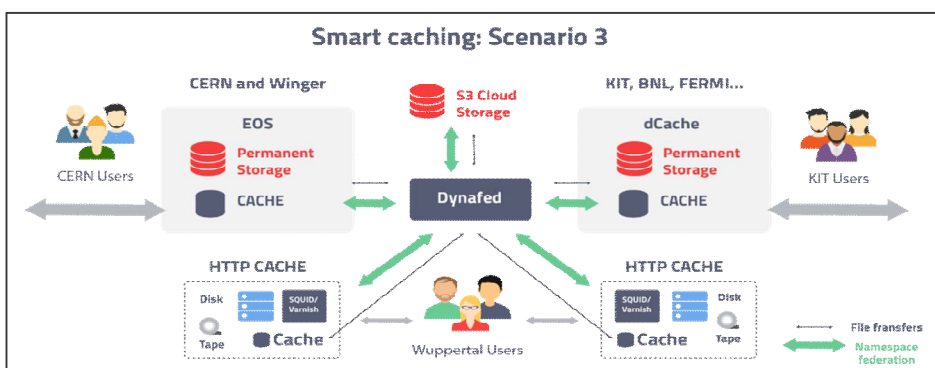 Smart caching: Scenario 3
CERN and Winger
KIT, BNL, FERMI...
S3 Cloud
Storage
EOS
Permanent
Storage
CACHE
CERN Users
dCache
Permanent
Storage
CACHE
KIT Users
Dynafed
HTTP CACHE
Disk
SQUID/
Varnish
Tape
Cache
Wuppertal Users
HTTP CACHE
SQUID/
Varnish
Disk
Tape
Cache
File transfers
Namespace
federation